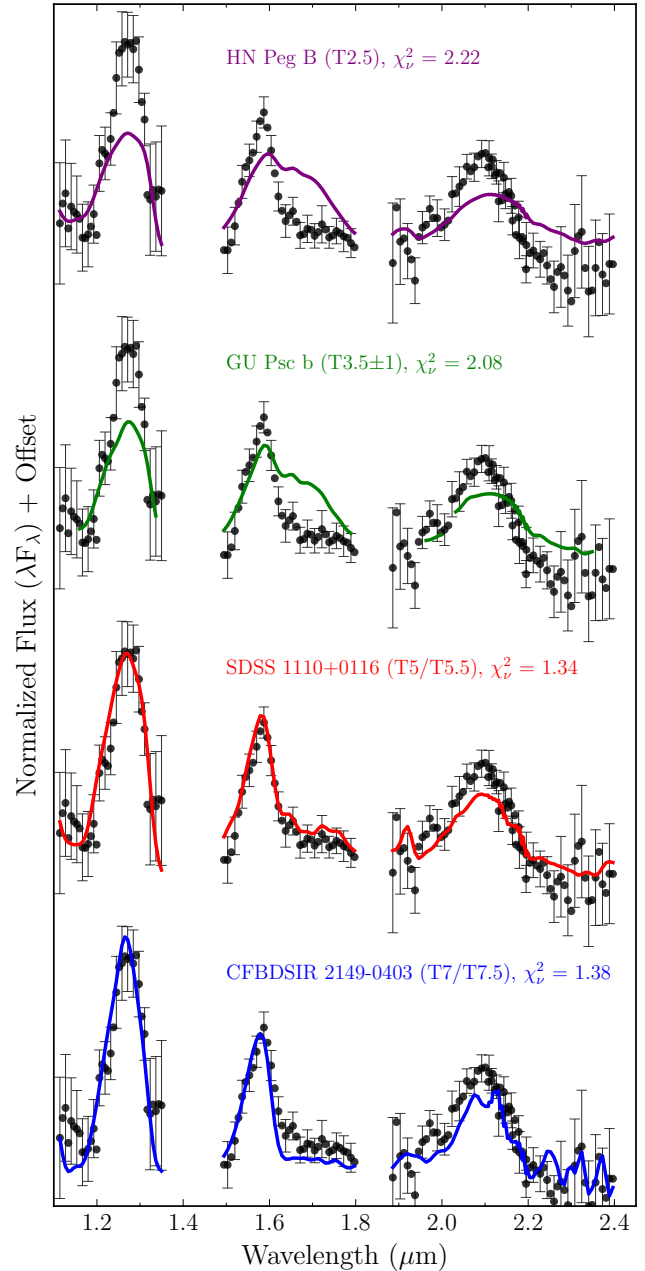 HN Peg B (T2.5), χ²ᵥ = 2.22
GU Psc b (T3.5±1), χ²ᵥ = 2.08
Normalized Flux (λF_λ) + Offset
SDSS 1110+0116 (T5/T5.5), χ²ᵥ = 1.34
CFBDSIR 2149-0403 (T7/T7.5), χ²ᵥ = 1.38
1.2 1.4 1.6 1.8 2.0 2.2 2.4
Wavelength (μm)